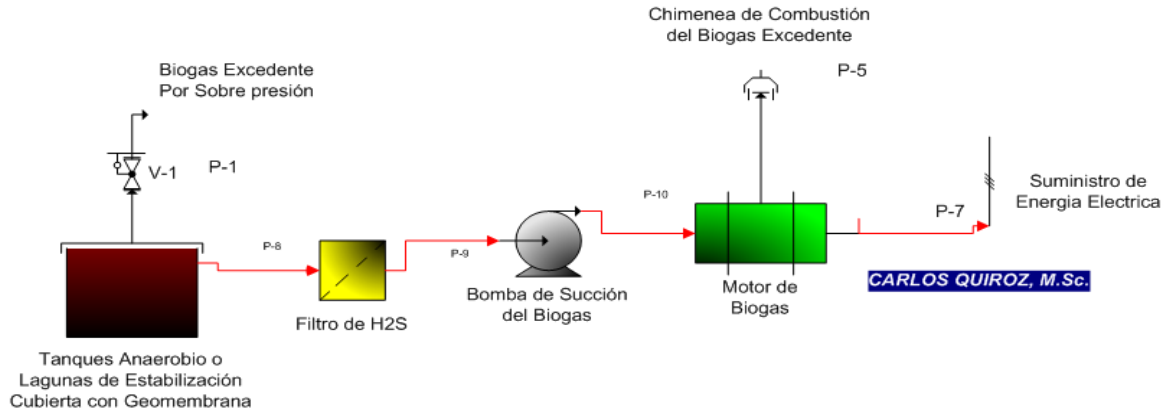 Chimenea de Combustión
del Biogas Excedente
P-5
Biogas Excedente
Por Sobre presión
V-1
P-1
P-8
P-9
P-10
P-7
Suministro de
Energia Electrica
Filtro de H2S
Bomba de Succión
del Biogas
Motor de
Biogas
CARLOS QUIROZ, M.Sc.
Tanques Anaerobio o
Lagunas de Estabilización
Cubierta con Geomembrana